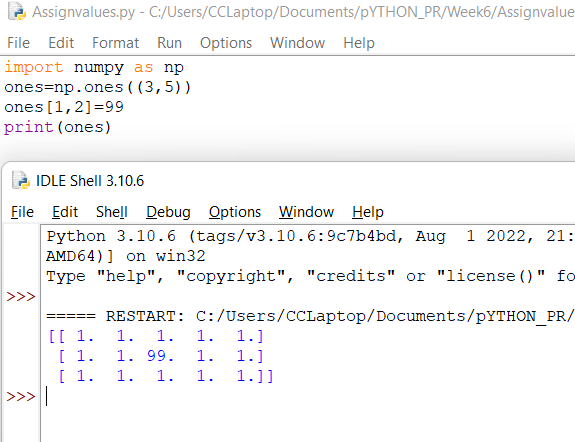 Assignvalues.py - C:/Users/CCLaptop/Documents/pYTHON_PR/Week6/Assignvalue
File Edit Format Run Options Window Help
import numpy as np
ones=np.ones((3,5))
ones[1,2]=99
print(ones)
IDLE Shell 3.10.6
File Edit Shell Debug Options Window Help
Python 3.10.6 (tags/v3.10.6:9c7b4bd, Aug  1 2022, 21:
AMD64)] on win32
Type "help", "copyright", "credits" or "license()" fo
>>>
===== RESTART: C:/Users/CCLaptop/Documents/pYTHON_PR/
[[ 1.  1.  1.  1.  1.]
 [ 1.  1. 99.  1.  1.]
 [ 1.  1.  1.  1.  1.]]
>>>